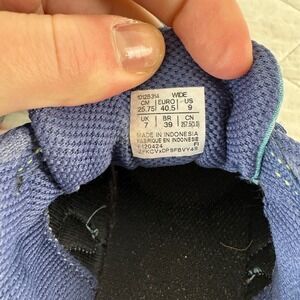 10128314 WIDE
CM EURO US
25.75 40.5 9
UK BR CN
7 39
MADE IN INDONESIA
FABRIQUE EN INDONESIE